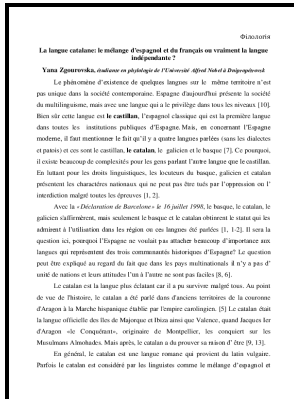 Філологія
La langue catalane: le mélange d'espagnol et du français ou vraiment la langue
indépendante ?
Yana Zgourovska, étudiante en phylologie de l'Université Alfred Nobel à Dnipropétrovsk
Le phénomène d'existence de quelques langues sur le même térritoire n'est
pas unique dans la société contemporaine. Espagne d'aujourd'hui présente la société
du multilinguisme, mais avec une langue qui a le privilège dans tous les niveaux [10].
Bien sûr cette langue est le castillan, l'espagnol classique qui est la première langue
dans toutes les institutions publiques d'Espagne. Mais, en concernant l'Espagne
moderne, il faut mentionner le fait qu'il y a quatre langues parlées (sans les dialectes
et patois) et ces sont le castillan, le catalan, le galicien et le basque [7]. Ce pourquoi,
il existe beaucoup de complexités pour les gens parlant l'autre langue que le castillan.
En luttant pour les droits linguistiques, les locuteurs du basque, galicien et catalan
présentent les charactères nationaux qui ne peut pas être tués par l'oppression ou l'
interdiction malgré toutes les épreuves [1, 2].
Avec la «Déclaration de Barcelone» le 16 juillet 1998, le basque, le catalan, le
galicien s'affirmèrent, mais seulement le basque et le catalan obtinrent le statut qui les
admirent à l'utilisation dans les région ou ces langues été parlées [1, 1-2]. Il sera la
question ici, pourquoi l'Espagne ne voulait pas attacher beaucoup d'importance aux
langues qui représentent des trois communautés historiques d'Espagne? Le question
peut être expliqué au regard du fait que dans les pays multinationals il n'y a pas d'
unité de nations et leurs attitudes l'un à l'autre ne sont pas faciles [8, 6].
Le catalan est la langue plus éclatant car il a pu survivre malgré tous. Au point
de vue de l'histoire, le catalan a été parlé dans d'anciens territoires de la couronne
d'Aragon à la Marche hispanique établie par l'empire carolingien. [5] Le catalan était
la langue officielle des Iles de Majorque et Ibiza ainsi que Valence, quand Jacques Ier
d'Aragon «le Conquérant», originaire de Montpellier, les conquiert sur les
Musulmans Almohades. Mais après, le catalan a du prouver sa raison d' être [9, 13].
En général, le catalan est une langue romane qui provient du latin vulgaire.
Parfois le catalan est considéré par les linguistes comme le mélange d'espagnol et